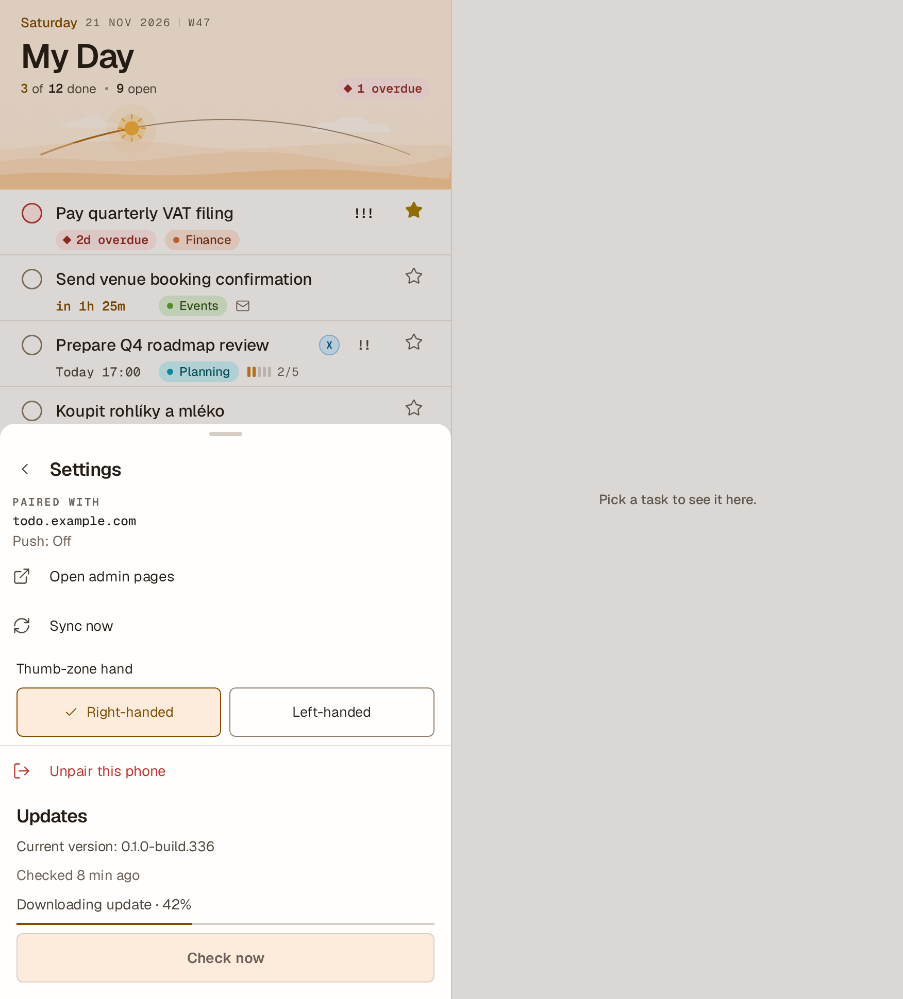 Saturday 21 NOV 2026 | W47
My Day
3 of 12 done • 9 open
◆ 1 overdue
Pay quarterly VAT filing !!!
◆ 2d overdue • Finance
Send venue booking confirmation
in 1h 25m • Events
Prepare Q4 roadmap review X !!
Today 17:00 • Planning 2/5
Koupit rohlíky a mléko
Settings
PAIRED WITH
todo.example.com
Push: Off
Open admin pages
Sync now
Thumb-zone hand
Right-handed
Left-handed
Unpair this phone
Updates
Current version: 0.1.0-build.336
Checked 8 min ago
Downloading update · 42%
Check now
Pick a task to see it here.